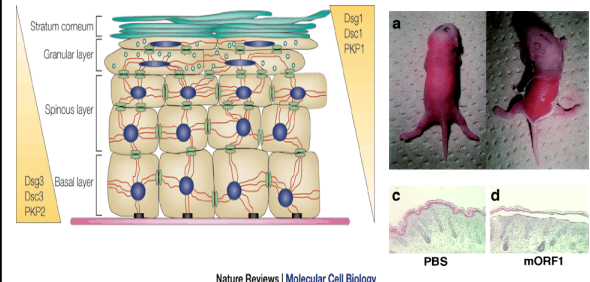 Stratum corneum
Granular layer
Spinous layer
Basal layer
Dsg3
Dsc3
PKP2
Dsg1
Dsc1
PKP1
Nature Reviews | Molecular Cell Biology
a
c
d
PBS
mORF1